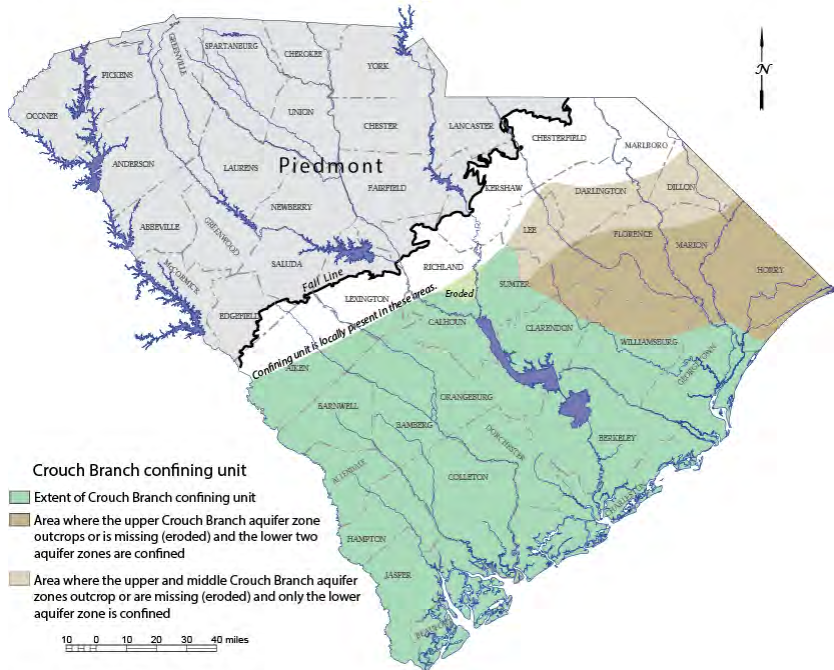 N
SPARTANBURG
CHEROKEE
YORK
GREENVILLE
PICKENS
OCONEE
UNION
CHESTER
LANCASTER
CHESTERFIELD
MARLBORO
ANDERSON
LAURENS
Piedmont
FAIRFIELD
KERSHAW
DARLINGTON
DILLON
NEWBERRY
ABBEVILLE
GREENWOOD
LEE
FLORENCE
MARION
SALUDA
RICHLAND
HORRY
McCORMICK
Fall Line
EDGEFIELD
LEXINGTON
Confining unit is locally present in these areas.
Eroded
SUMTER
CALHOUN
CLARENDON
WILLIAMSBURG
GEORGETOWN
AIKEN
BARNWELL
ORANGEBURG
BAMBERG
DORCHESTER
BERKELEY
ALLENDALE
COLLETON
CHARLESTON
HAMPTON
JASPER
BEAUFORT
Crouch Branch confining unit
Extent of Crouch Branch confining unit
Area where the upper Crouch Branch aquifer zone
outcrops or is missing (eroded) and the lower two
aquifer zones are confined
Area where the upper and middle Crouch Branch aquifer
zones outcrop or are missing (eroded) and only the lower
aquifer zone is confined
10 0 10 20 30 40 miles